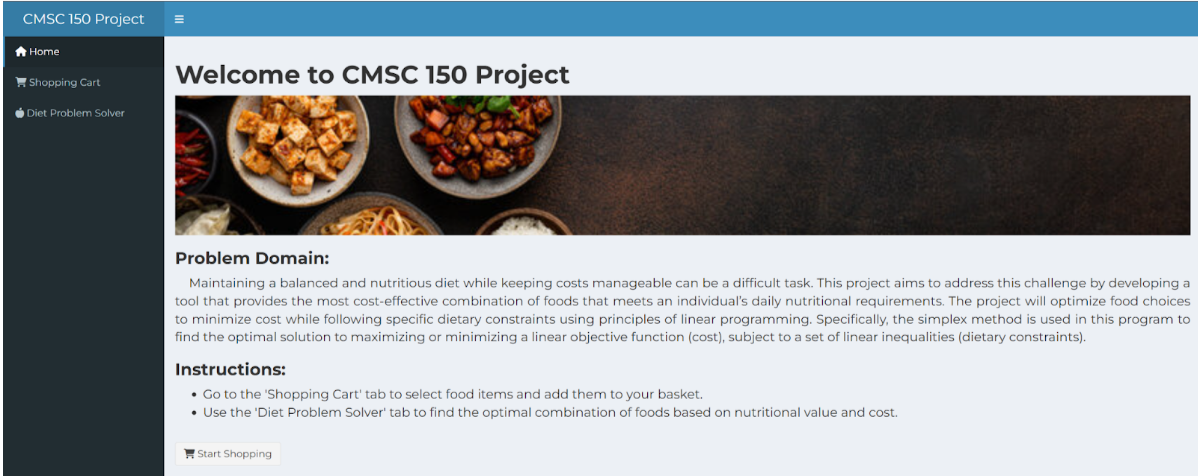 CMSC 150 Project
Home
Shopping Cart
Diet Problem Solver
Welcome to CMSC 150 Project
Problem Domain:
Maintaining a balanced and nutritious diet while keeping costs manageable can be a difficult task. This project aims to address this challenge by developing a
tool that provides the most cost-effective combination of foods that meets an individual's daily nutritional requirements. The project will optimize food choices
to minimize cost while following specific dietary constraints using principles of linear programming. Specifically, the simplex method is used in this program to
find the optimal solution to maximizing or minimizing a linear objective function (cost), subject to a set of linear inequalities (dietary constraints).
Instructions:
• Go to the 'Shopping Cart' tab to select food items and add them to your basket.
• Use the 'Diet Problem Solver' tab to find the optimal combination of foods based on nutritional value and cost.
Start Shopping